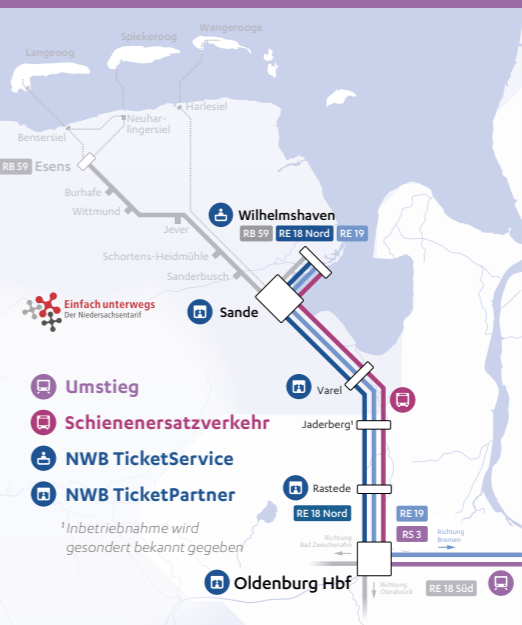 Wangerooge
Spiekeroog
Langeoog
Harlesiel
Neuhar-
lingersiel
Bensersiel
RB 59 Esens
Burhafe
Wittmund
Jever
Schortens-Heidmühle
Sanderbusch
Wilhelmshaven
RB 59 RE 18 Nord RE 19
Sande
Einfach unterwegs
Der Niedersachsentarif
Umstieg
Schienenersatzverkehr
NWB TicketService
NWB TicketPartner
¹ Inbetriebnahme wird
gesondert bekannt gegeben
Varel
Jaderberg¹
Rastede
RE 18 Nord
RE 19
RS 3
Richtung
Bremen
Richtung
Bad Zwischenahn
Oldenburg Hbf
Richtung
Osnabrück
RE 18 Süd